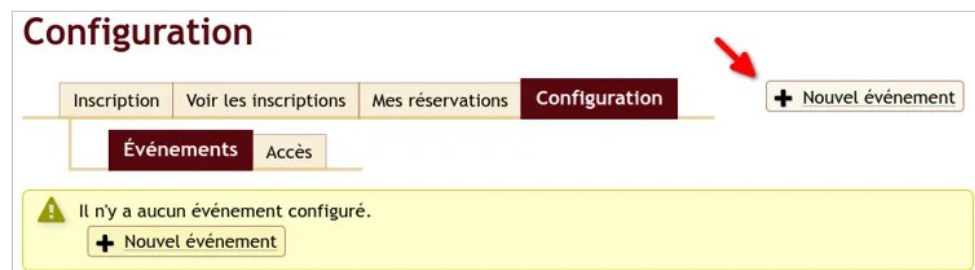 Configuration
Inscription Voir les inscriptions Mes réservations Configuration Nouvel événement
Événements Accès
Il n'y a aucun événement configuré.
Nouvel événement